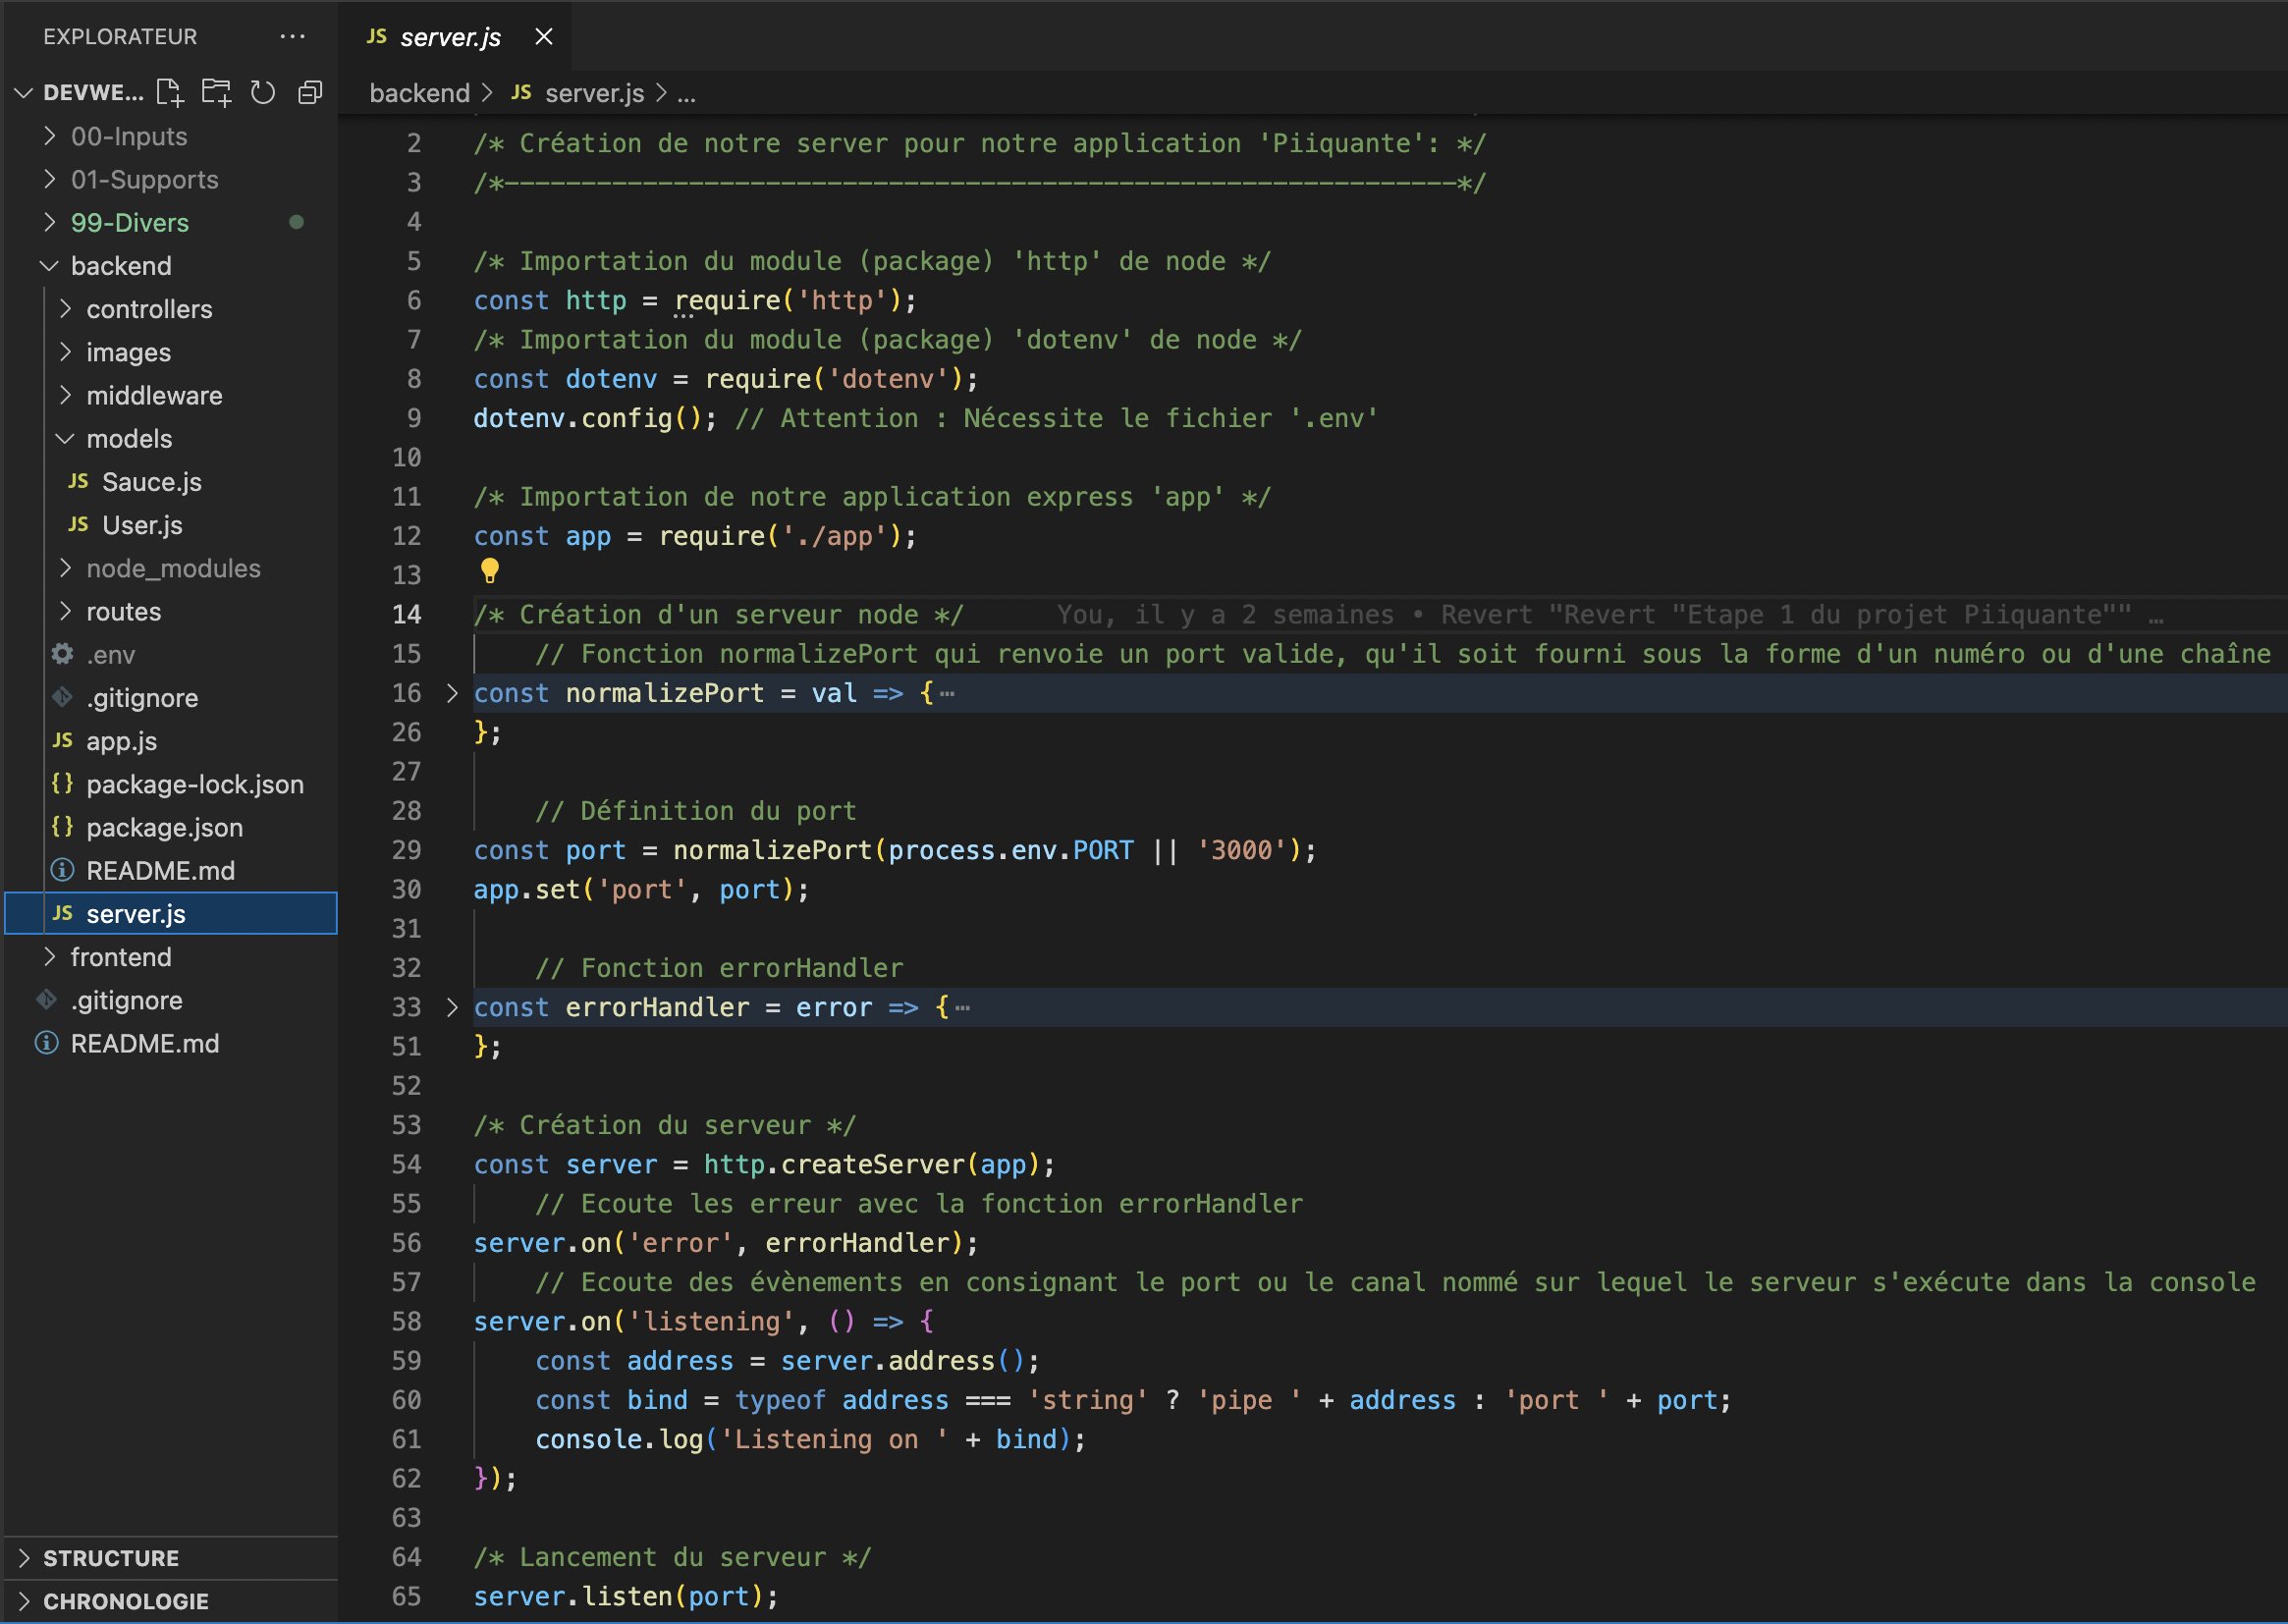 EXPLORATEUR
DEVWE...
00-Inputs
01-Supports
99-Divers
backend
controllers
images
middleware
models
JS Sauce.js
JS User.js
node_modules
routes
.env
.gitignore
JS app.js
{} package-lock.json
{} package.json
README.md
JS server.js
frontend
.gitignore
README.md
STRUCTURE
CHRONOLOGIE
JS server.js
backend > JS server.js > ...
2 /* Création de notre server pour notre application 'Piiquante': */
3 /*--------------------------------------------------------------*/
4
5 /* Importation du module (package) 'http' de node */
6 const http = require('http');
7 /* Importation du module (package) 'dotenv' de node */
8 const dotenv = require('dotenv');
9 dotenv.config(); // Attention : Nécessite le fichier '.env'
10
11 /* Importation de notre application express 'app' */
12 const app = require('./app');
13
14 /* Création d'un serveur node */ You, il y a 2 semaines • Revert "Revert "Etape 1 du projet Piiquante"" …
15 // Fonction normalizePort qui renvoie un port valide, qu'il soit fourni sous la forme d'un numéro ou d'une chaîne
16 const normalizePort = val => {…
26 };
27
28 // Définition du port
29 const port = normalizePort(process.env.PORT || '3000');
30 app.set('port', port);
31
32 // Fonction errorHandler
33 const errorHandler = error => {…
51 };
52
53 /* Création du serveur */
54 const server = http.createServer(app);
55 // Ecoute les erreur avec la fonction errorHandler
56 server.on('error', errorHandler);
57 // Ecoute des évènements en consignant le port ou le canal nommé sur lequel le serveur s'exécute dans la console
58 server.on('listening', () => {
59 const address = server.address();
60 const bind = typeof address === 'string' ? 'pipe ' + address : 'port ' + port;
61 console.log('Listening on ' + bind);
62 });
63
64 /* Lancement du serveur */
65 server.listen(port);